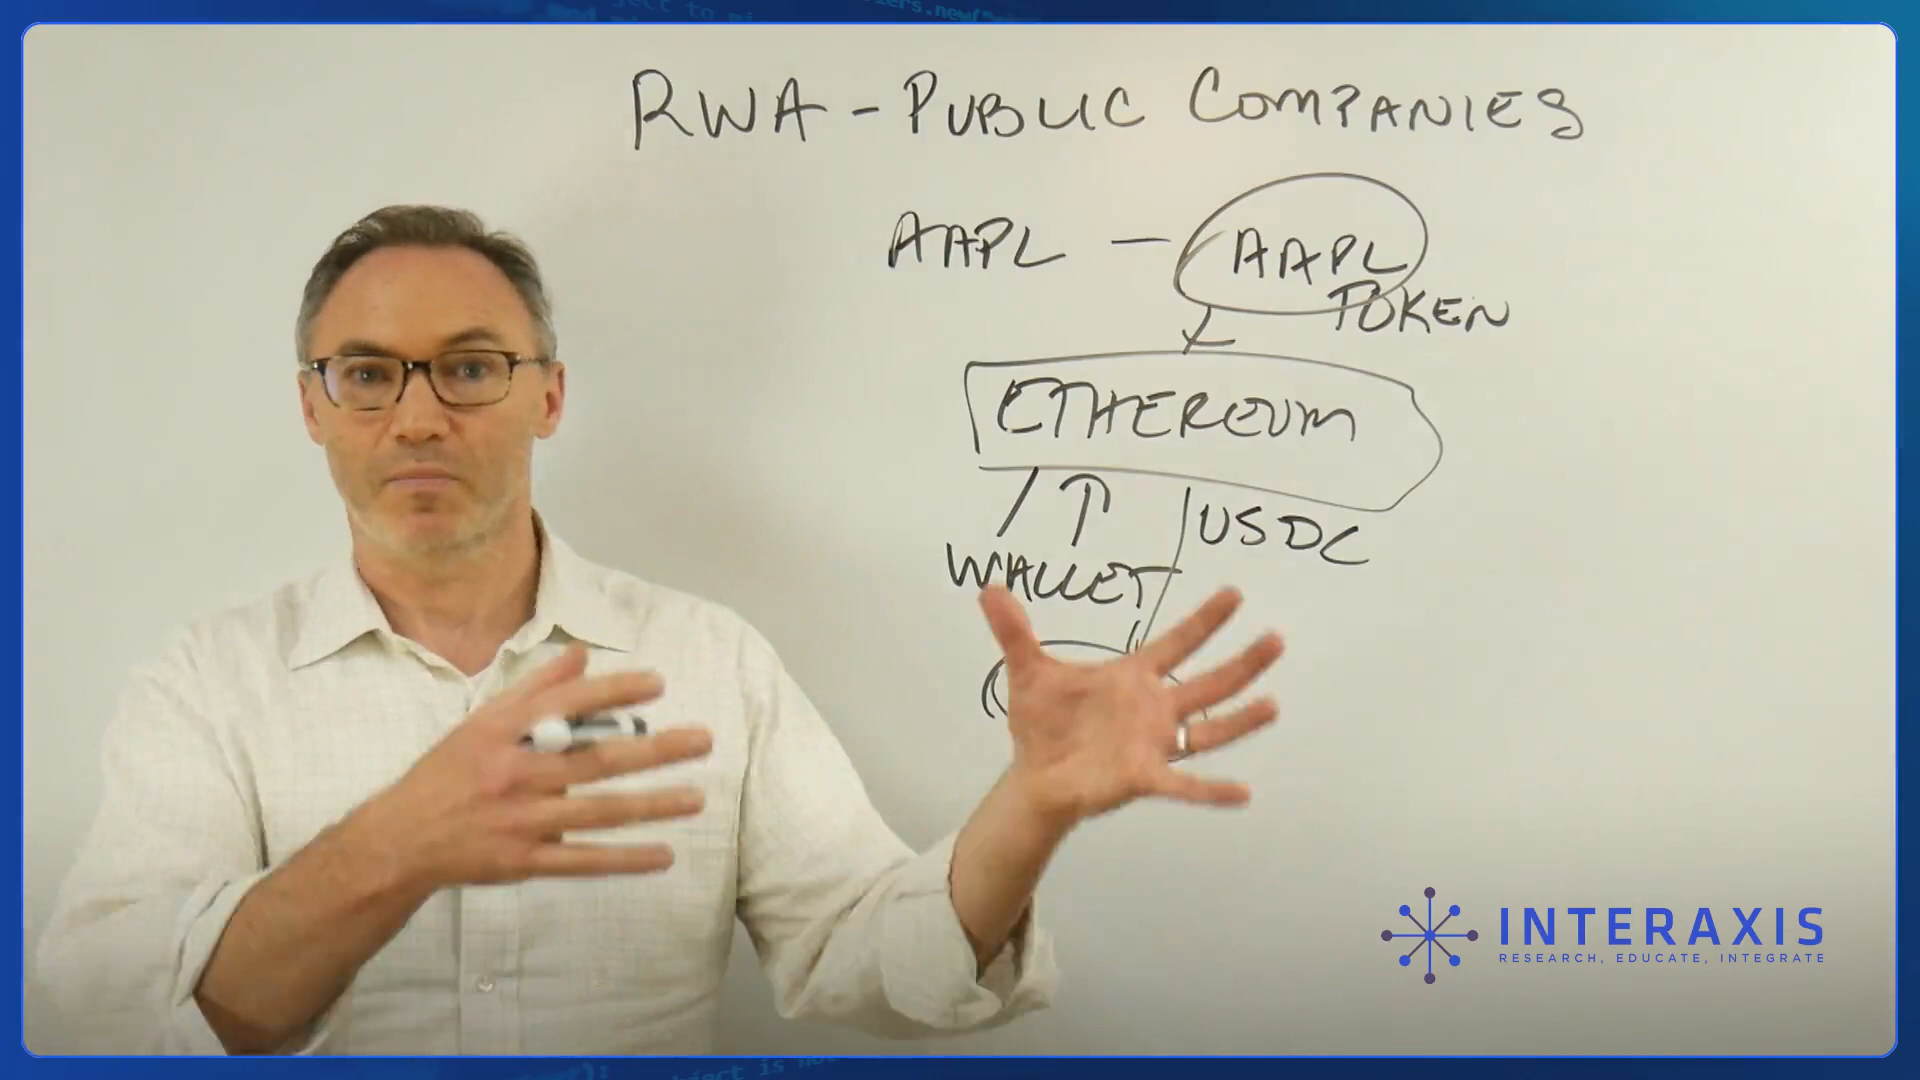 RWA - PUBLIC COMPANIES
AAPL - AAPL
TOKEN
ETHEREUM
USDC
WALLET
INTERAXIS
RESEARCH, EDUCATE, INTEGRATE